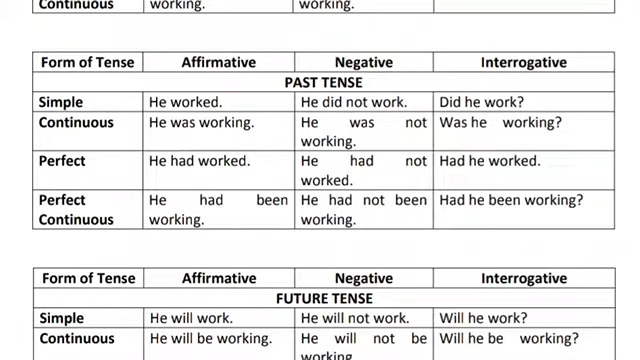 Continuous working. working.
Form of Tense Affirmative Negative Interrogative
PAST TENSE
Simple He worked. He did not work. Did he work?
Continuous He was working. He was not Was he working?
working.
Perfect He had worked. He had not Had he worked.
worked.
Perfect He had been He had not been Had he been working?
Continuous working. working.
Form of Tense Affirmative Negative Interrogative
FUTURE TENSE
Simple He will work. He will not work. Will he work?
Continuous He will be working. He will not be Will he be working?
working.